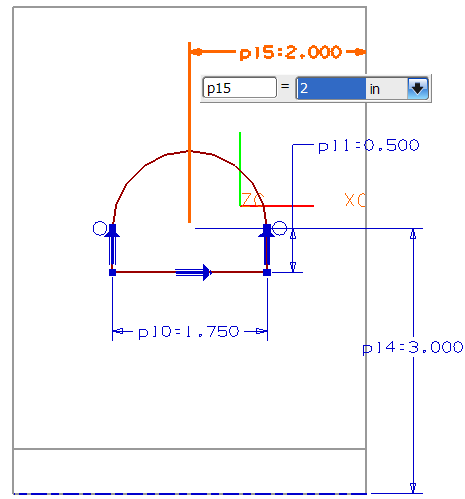 p15:2.000
p15 = 2 in
p11:0.500
ZC XC
p10:1.750
p14:3.000